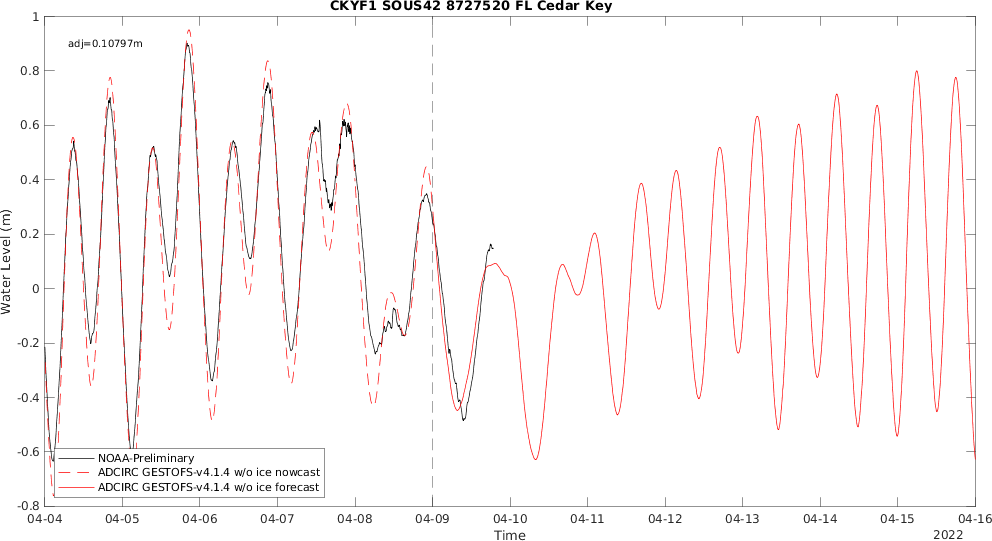 CKYF1 SOUS42 8727520 FL Cedar Key
adj=0.10797m
1
0.8
0.6
0.4
0.2
0
-0.2
-0.4
-0.6
-0.8
Water Level (m)
NOAA-Preliminary
ADCIRC GESTOFS-v4.1.4 w/o ice nowcast
ADCIRC GESTOFS-v4.1.4 w/o ice forecast
04-04 04-05 04-06 04-07 04-08 04-09 04-10 04-11 04-12 04-13 04-14 04-15 04-16
Time
2022